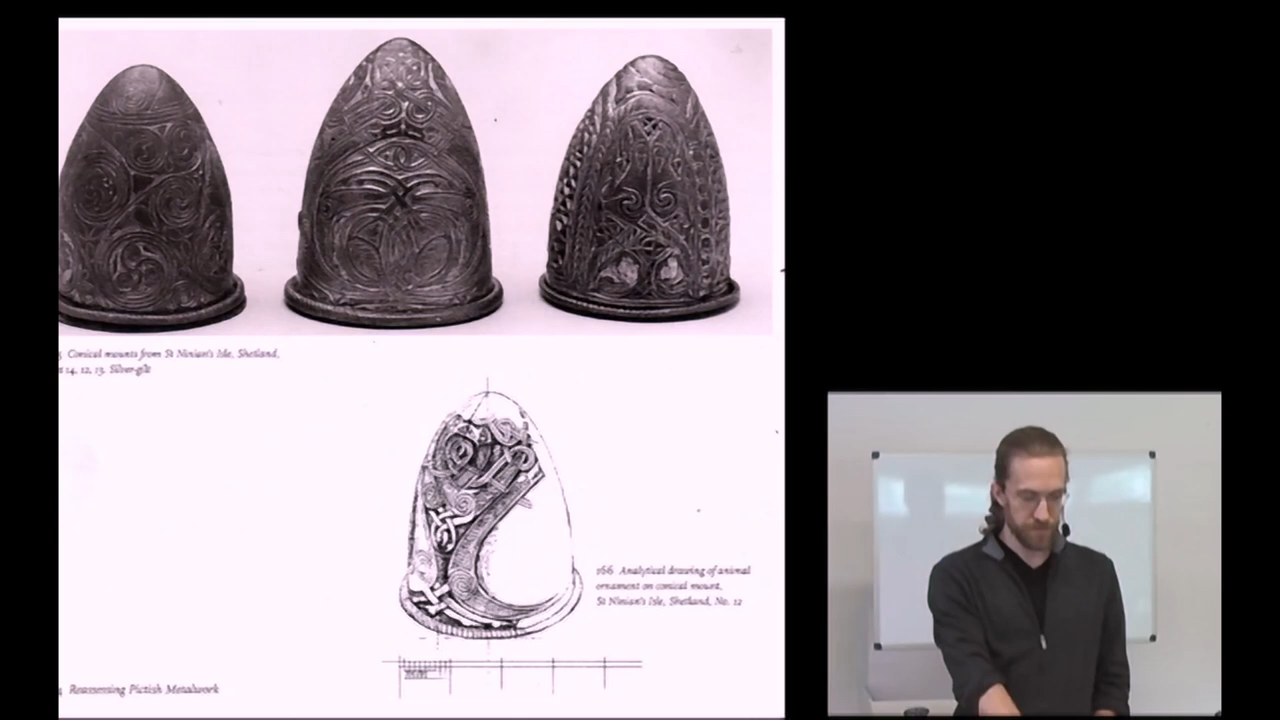 Conical mounts from St Ninian's Isle, Shetland,
14, 12, 13. Silver-gilt
166 Analytical drawing of animal
ornament on conical mount,
St Ninian's Isle, Shetland, No. 12
Reassessing Pictish Metalwork